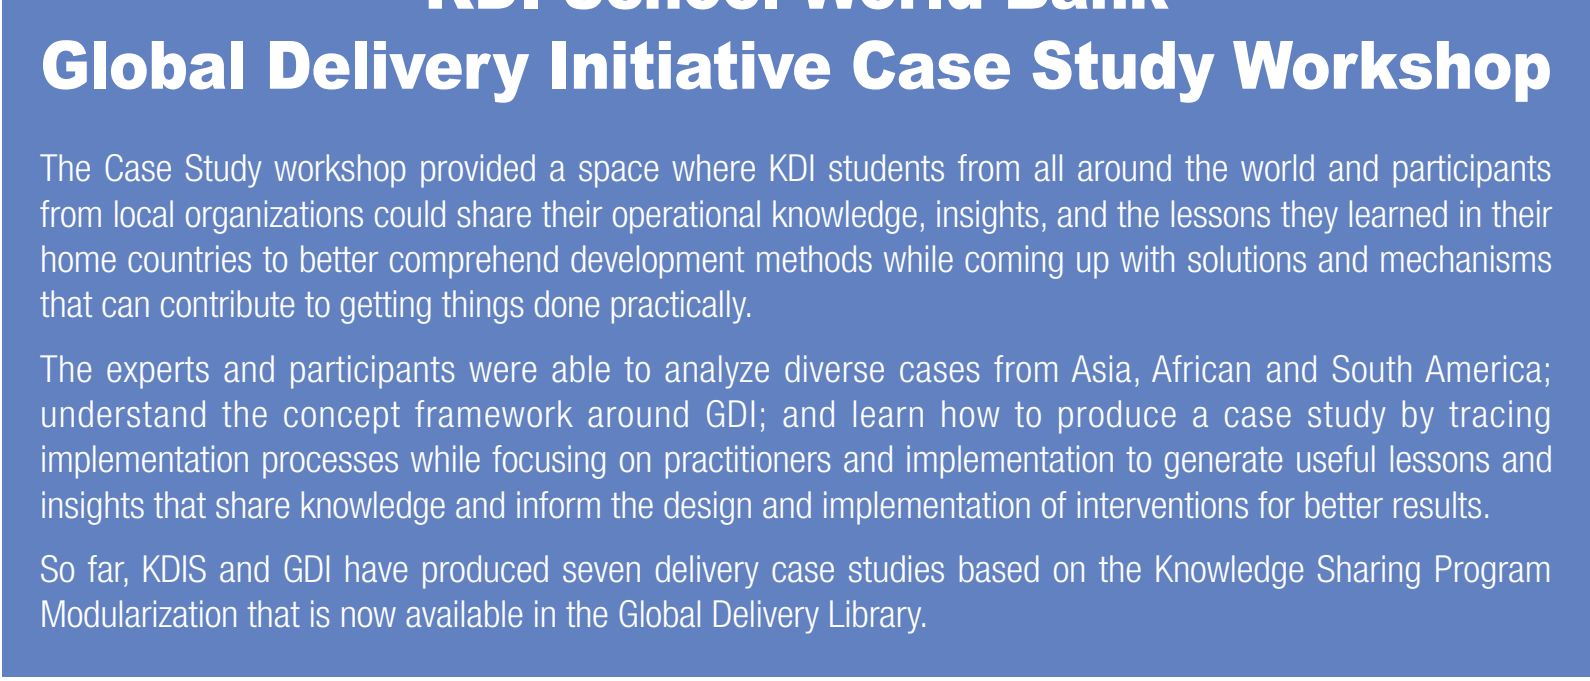 KDI School World Bank
Global Delivery Initiative Case Study Workshop
The Case Study workshop provided a space where KDI students from all around the world and participants
from local organizations could share their operational knowledge, insights, and the lessons they learned in their
home countries to better comprehend development methods while coming up with solutions and mechanisms
that can contribute to getting things done practically.
The experts and participants were able to analyze diverse cases from Asia, African and South America;
understand the concept framework around GDI; and learn how to produce a case study by tracing
implementation processes while focusing on practitioners and implementation to generate useful lessons and
insights that share knowledge and inform the design and implementation of interventions for better results.
So far, KDIS and GDI have produced seven delivery case studies based on the Knowledge Sharing Program
Modularization that is now available in the Global Delivery Library.